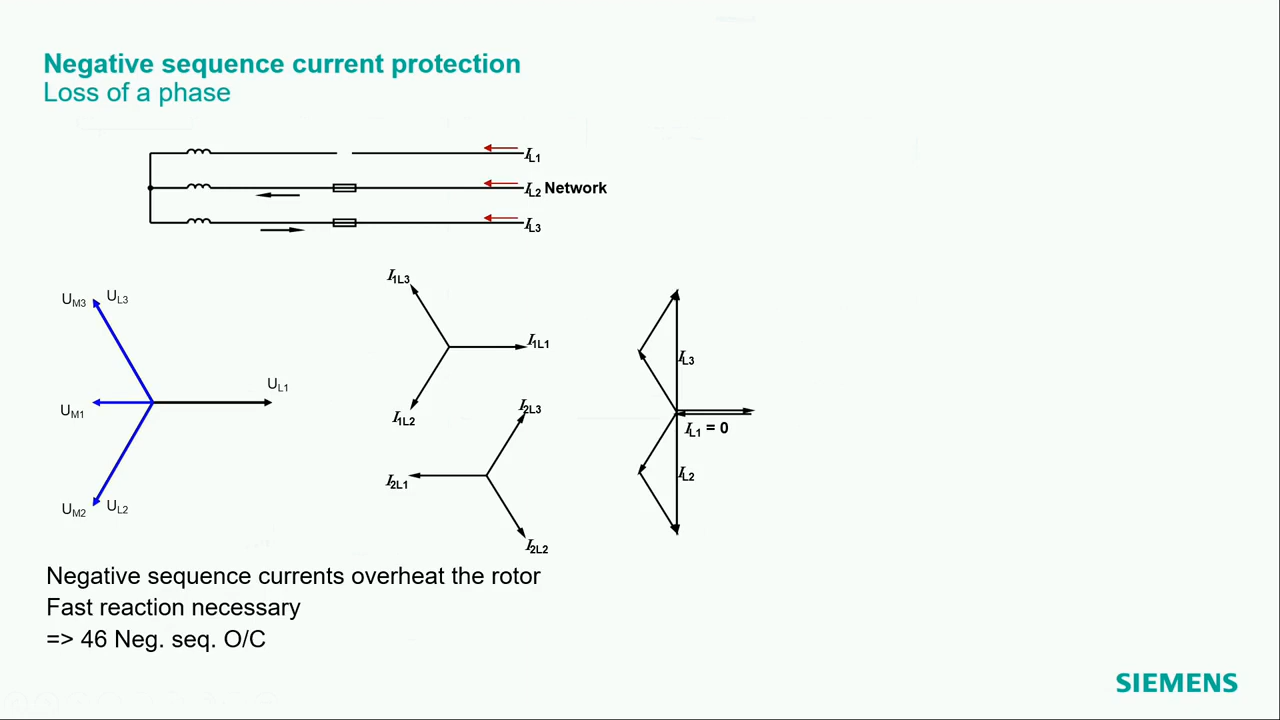 Negative sequence current protection
Loss of a phase
IL1
IL2 Network
IL3
I1L3
UM3 UL3
I1L1
IL3
UL1
UM1
I1L2
I2L3
IL1 = 0
I2L1
IL2
UM2 UL2
I2L2
Negative sequence currents overheat the rotor
Fast reaction necessary
=> 46 Neg. seq. O/C
SIEMENS